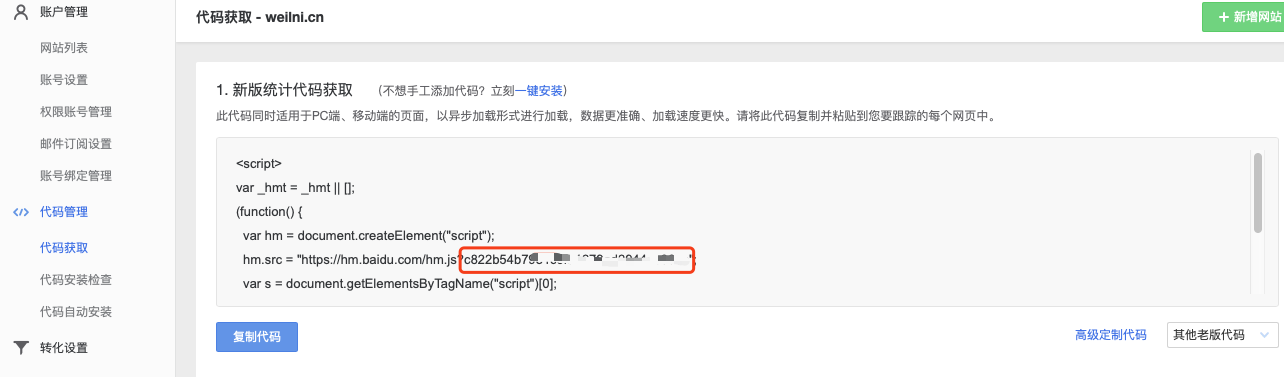 账户管理
网站列表
账号设置
权限账号管理
邮件订阅设置
账号绑定管理
代码管理
代码获取
代码安装检查
代码自动安装
转化设置
代码获取 - weilni.cn
新增网站
1. 新版统计代码获取 （不想手工添加代码？立刻一键安装）
此代码同时适用于PC端、移动端的页面，以异步加载形式进行加载，数据更准确、加载速度更快。请将此代码复制并粘贴到您要跟踪的每个网页中。
<script>
var _hmt = _hmt || [];
(function() {
var hm = document.createElement("script");
hm.src = "https://hm.baidu.com/hm.js?c822b54b79
var s = document.getElementsByTagName("script")[0];
复制代码
高级定制代码
其他老版代码